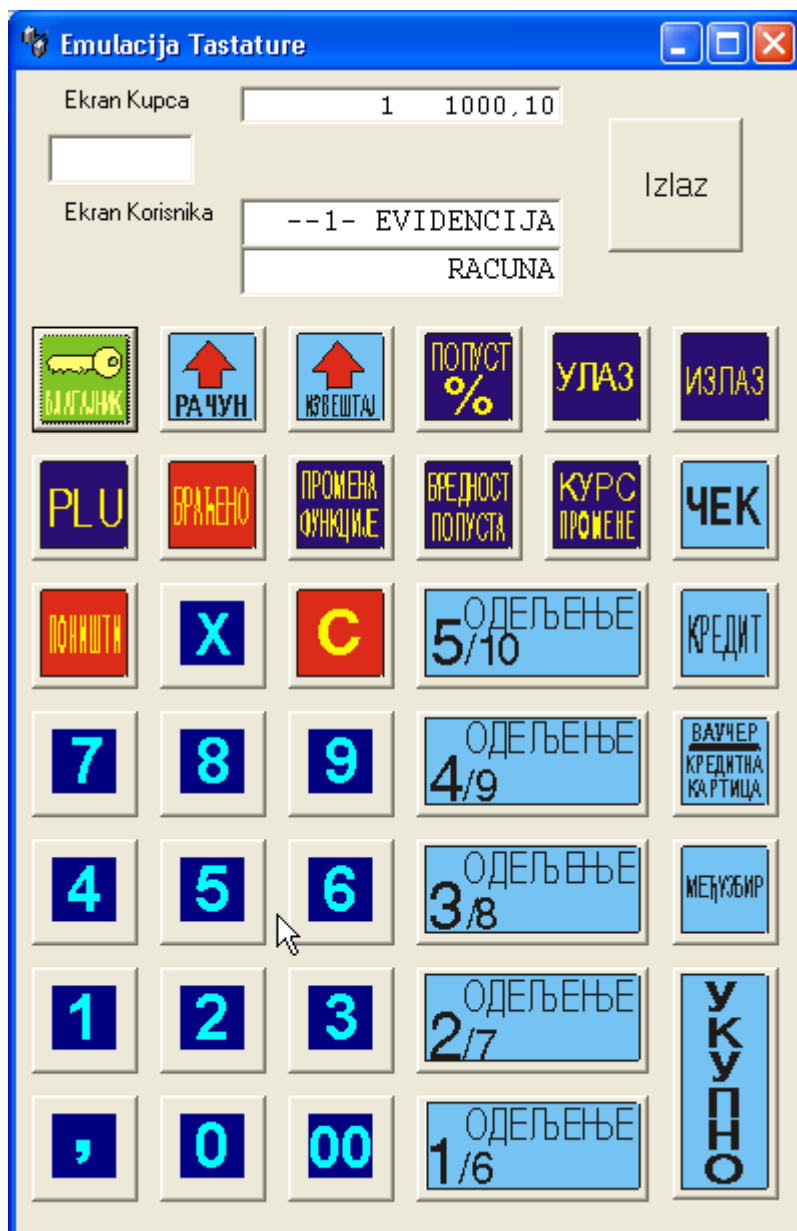 Emulacija Tastature
Ekran Kupca
1 1000,10
Izlaz
Ekran Korisnika
--1- EVIDENCIJA
RACUNA
БЛАГАЈНИК
РАЧУН
ИЗВЕШТАЈ
ПОПУСТ
%
УЛАЗ
ИЗЛАЗ
PLU
ВРАЋЕНО
ПРОМЕНА
ФУНКЦИЈЕ
ВРЕДНОСТ
ПОПУСТА
КУРС
ПРОМЕНЕ
ЧЕК
ПОНИШТИ
X
C
ОДЕЉЕЊЕ
5/10
КРЕДИТ
7
8
9
ОДЕЉЕЊЕ
4/9
ВАУЧЕР
КРЕДИТНА
КАРТИЦА
4
5
6
ОДЕЉЕЊЕ
3/8
МЕЂУЗБИР
1
2
3
ОДЕЉЕЊЕ
2/7
УКУПНО
,
0
00
ОДЕЉЕЊЕ
1/6